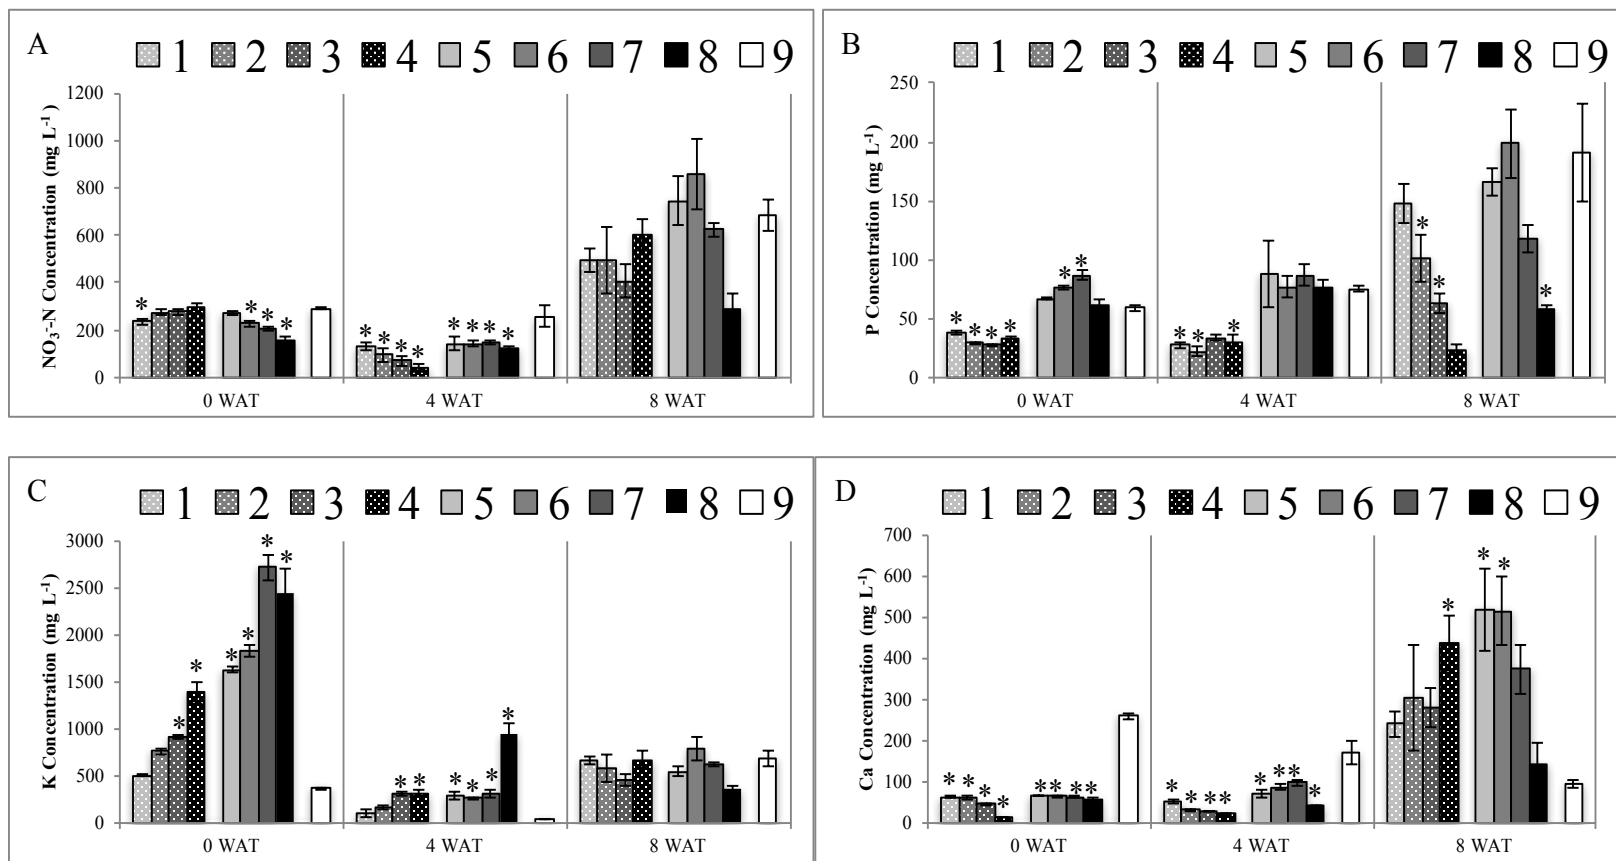 A 1 2 3 4 5 6 7 8 9
NO3-N Concentration (mg L-1)
1200
1000
800
600
400
200
0
* * * *
* * * * * * * *
0 WAT 4 WAT 8 WAT
B 1 2 3 4 5 6 7 8 9
P Concentration (mg L-1)
250
200
150
100
50
0
* * * * * *
* * *
* * *
0 WAT 4 WAT 8 WAT
C 1 2 3 4 5 6 7 8 9
K Concentration (mg L-1)
3000
2500
2000
1500
1000
500
0
* * * * * *
* * * * * *
0 WAT 4 WAT 8 WAT
D 1 2 3 4 5 6 7 8 9
Ca Concentration (mg L-1)
700
600
500
400
300
200
100
0
* * * * * * * *
* * * * * * * *
* * *
0 WAT 4 WAT 8 WAT